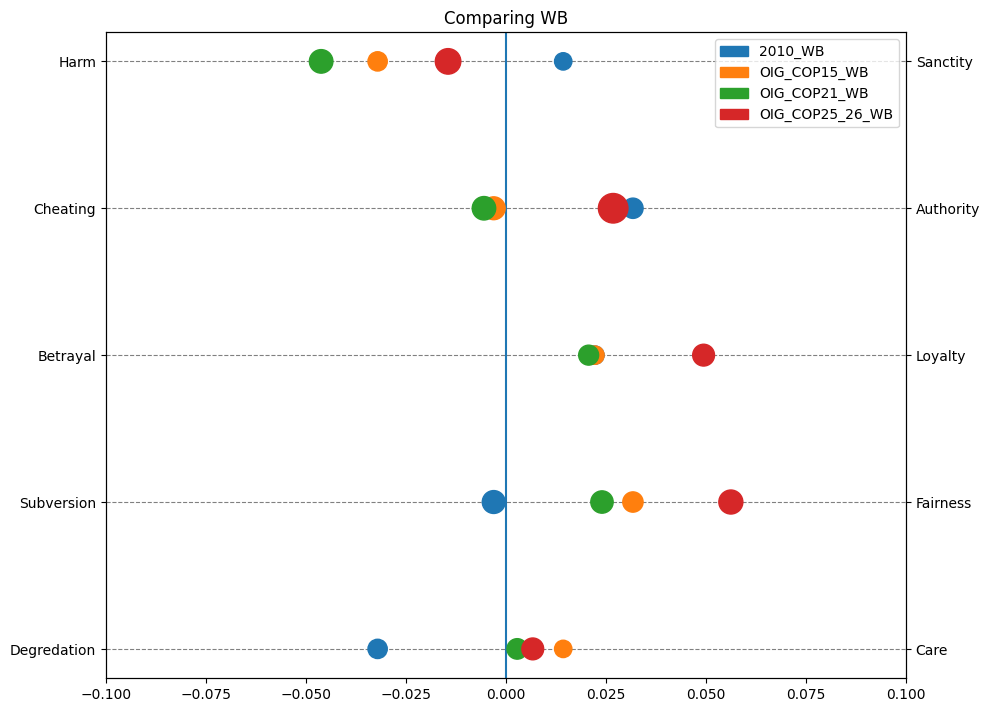 Comparing WB
2010_WB
OIG_COP15_WB
OIG_COP21_WB
OIG_COP25_26_WB
Harm
Sanctity
Cheating
Authority
Betrayal
Loyalty
Subversion
Fairness
Degredation
Care
−0.100 −0.075 −0.050 −0.025 0.000 0.025 0.050 0.075 0.100